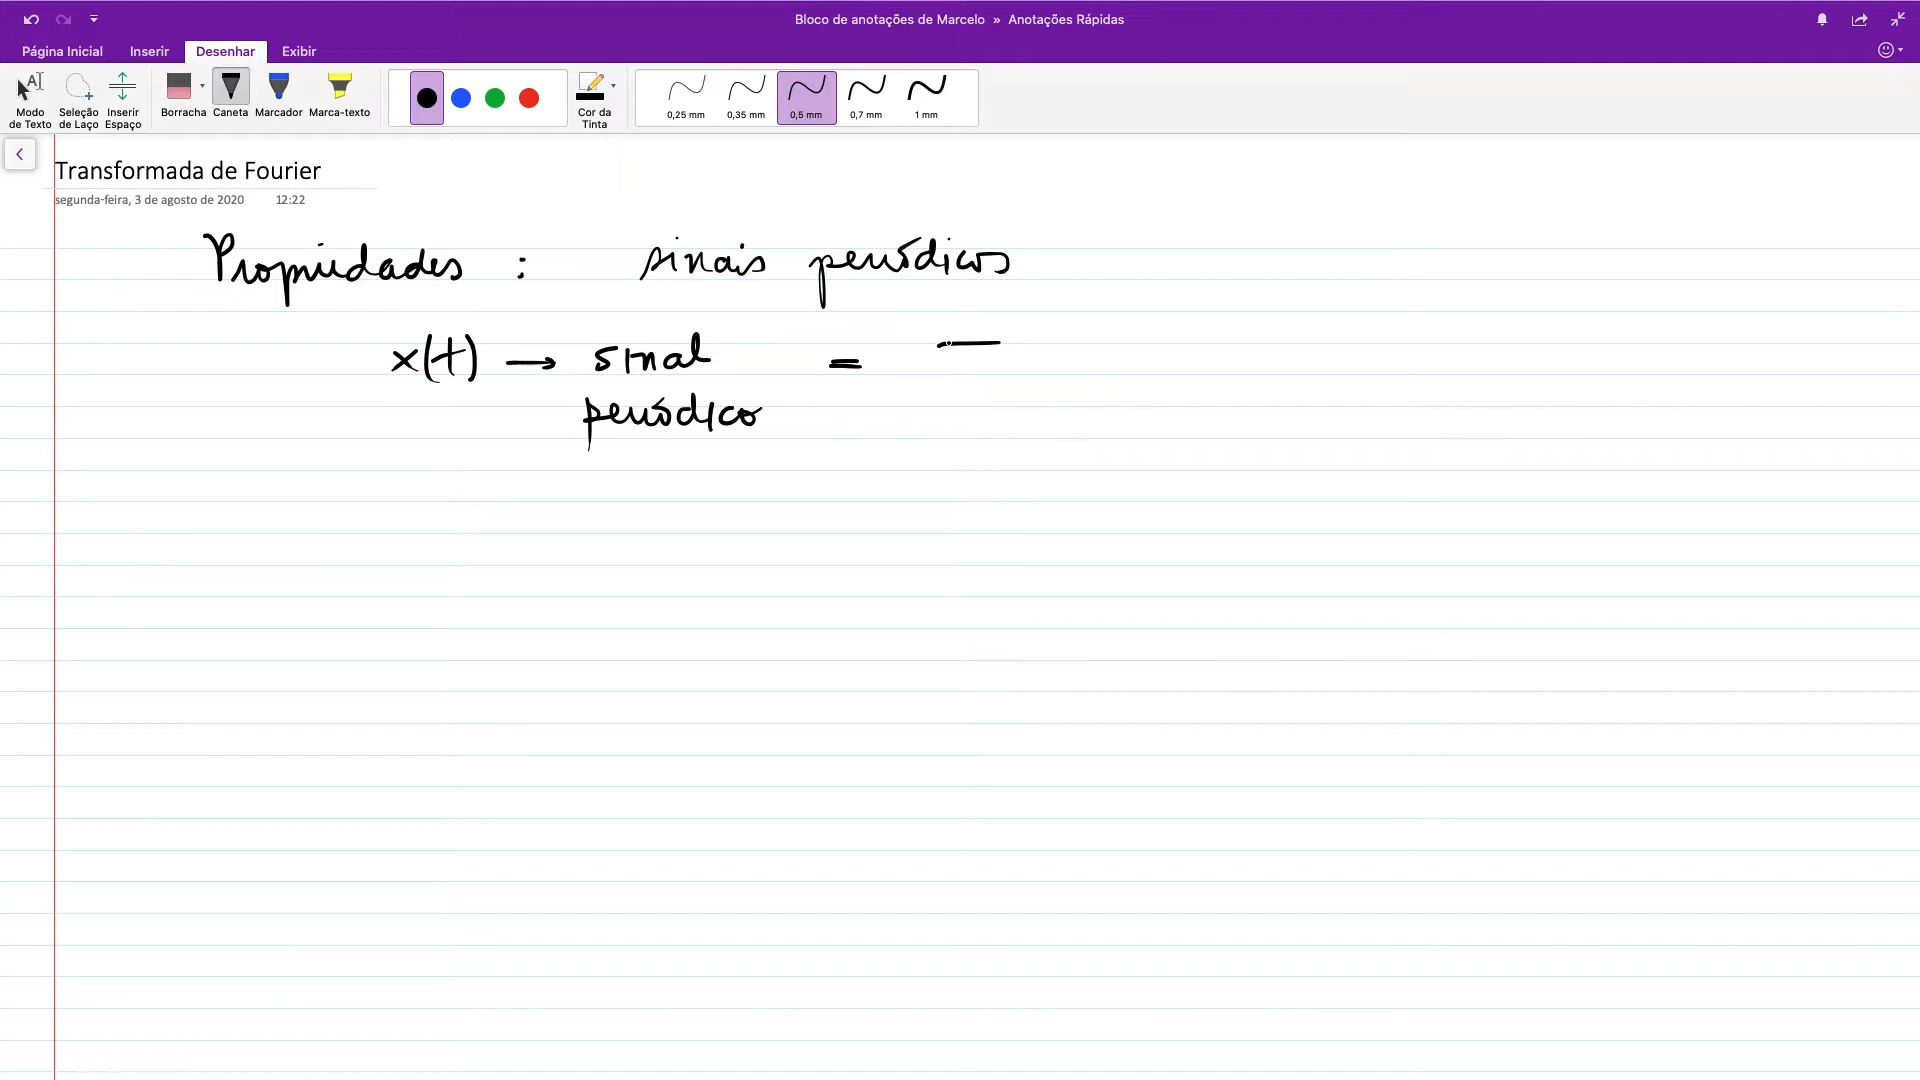 Bloco de anotações de Marcelo » Anotações Rápidas
Página Inicial Inserir Desenhar Exibir
Modo de Texto Seleção de Laço Inserir Espaço Borracha Caneta Marcador Marca-texto Cor da Tinta 0,25 mm 0,35 mm 0,5 mm 0,7 mm 1 mm
Transformada de Fourier
segunda-feira, 3 de agosto de 2020 12:22
Propriedades : sinais periódicos
x(t) → sinal =
periódico